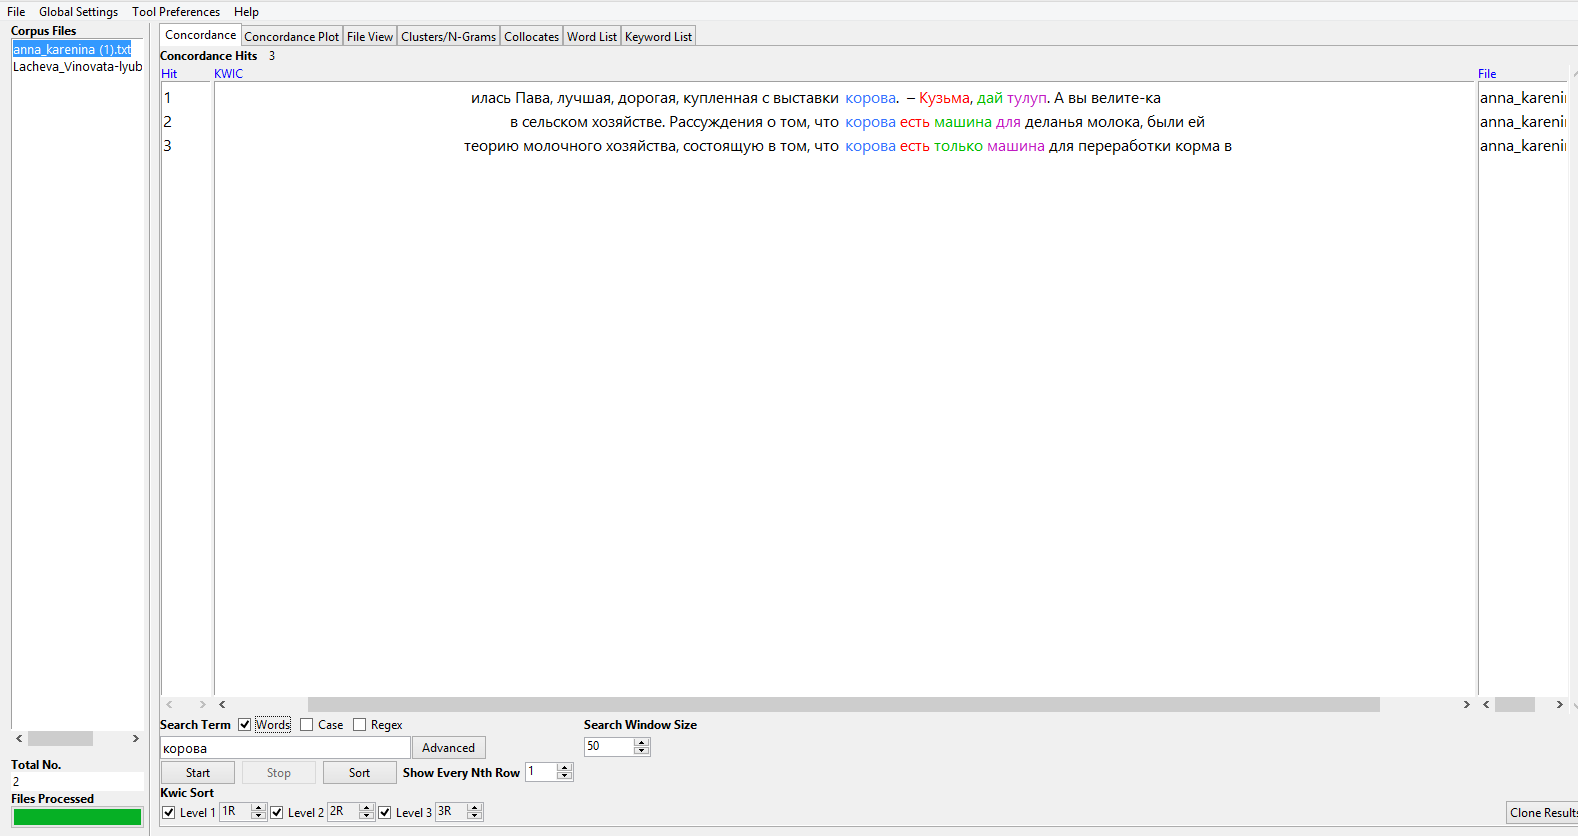 File Global Settings Tool Preferences Help
Corpus Files
anna_karenina (1).txt
Lacheva_Vinovata-lyub
Total No.
2
Files Processed
Concordance Concordance Plot File View Clusters/N-Grams Collocates Word List Keyword List
Concordance Hits 3
Hit KWIC File
1 илась Пава, лучшая, дорогая, купленная с выставки корова. – Кузьма, дай тулуп. А вы велите-ка anna_kareni
2 в сельском хозяйстве. Рассуждения о том, что корова есть машина для деланья молока, были ей anna_kareni
3 теорию молочного хозяйства, состоящую в том, что корова есть только машина для переработки корма в anna_kareni
Search Term Words Case Regex Search Window Size
корова Advanced 50
Start Stop Sort Show Every Nth Row 1
Kwic Sort
Level 1 1R Level 2 2R Level 3 3R Clone Results